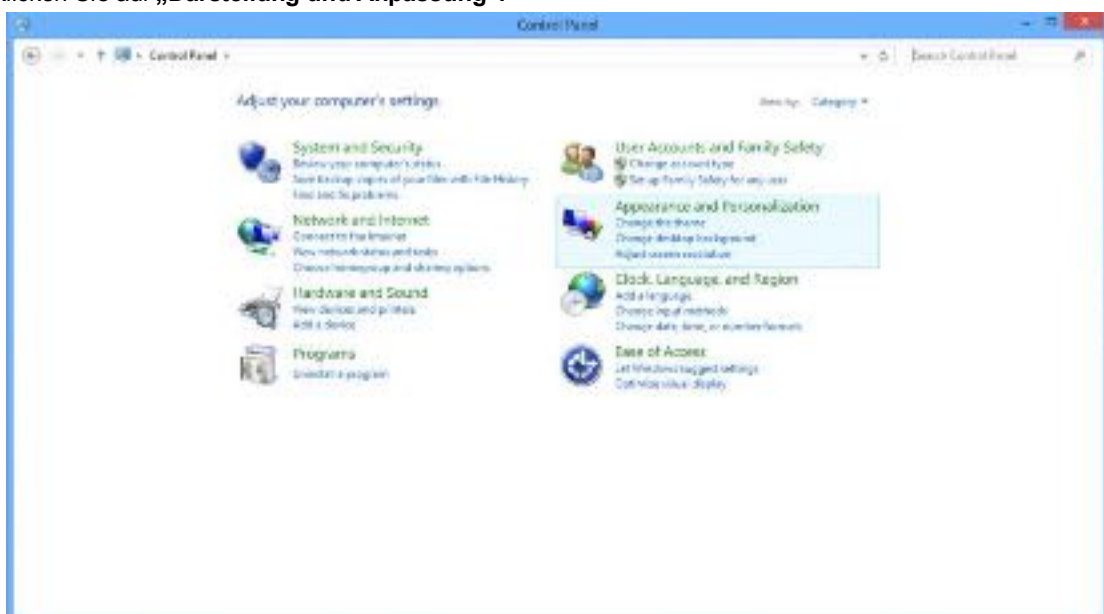 klicken Sie auf „Darstellung und Anpassung“.
Control Panel
Control Panel
Search Control Panel
Adjust your computer's settings
View by: Category
System and Security
Review your computer's status
Save backup copies of your files with File History
Find and fix problems
Network and Internet
Connect to the Internet
View network status and tasks
Choose homegroup and sharing options
Hardware and Sound
View devices and printers
Add a device
Programs
Uninstall a program
User Accounts and Family Safety
Change account type
Set up Family Safety for any user
Appearance and Personalization
Change the theme
Change desktop background
Adjust screen resolution
Clock, Language, and Region
Add a language
Change input methods
Change date, time, or number formats
Ease of Access
Let Windows suggest settings
Optimize visual display